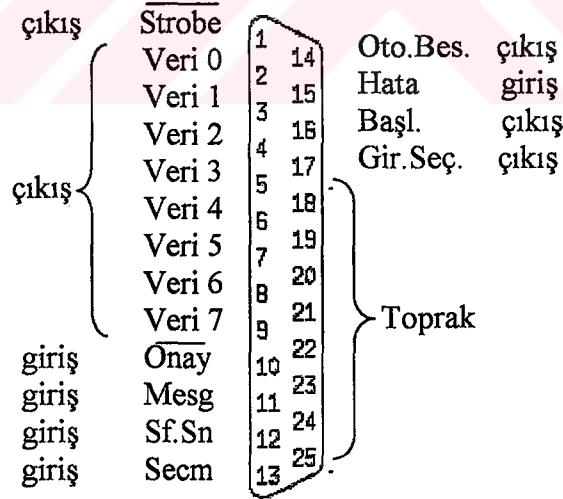 çıkış Strobe 1
Veri 0 2
Veri 1 3
Veri 2 4
Veri 3 5
çıkış Veri 4 6
Veri 5 7
Veri 6 8
Veri 7 9
giriş Onay 10
giriş Mesg 11
giriş Sf.Sn 12
giriş Secm 13
14 Oto.Bes. çıkış
15 Hata giriş
16 Başl. çıkış
17 Gir.Seç. çıkış
18
19
20
21 Toprak
22
23
24
25